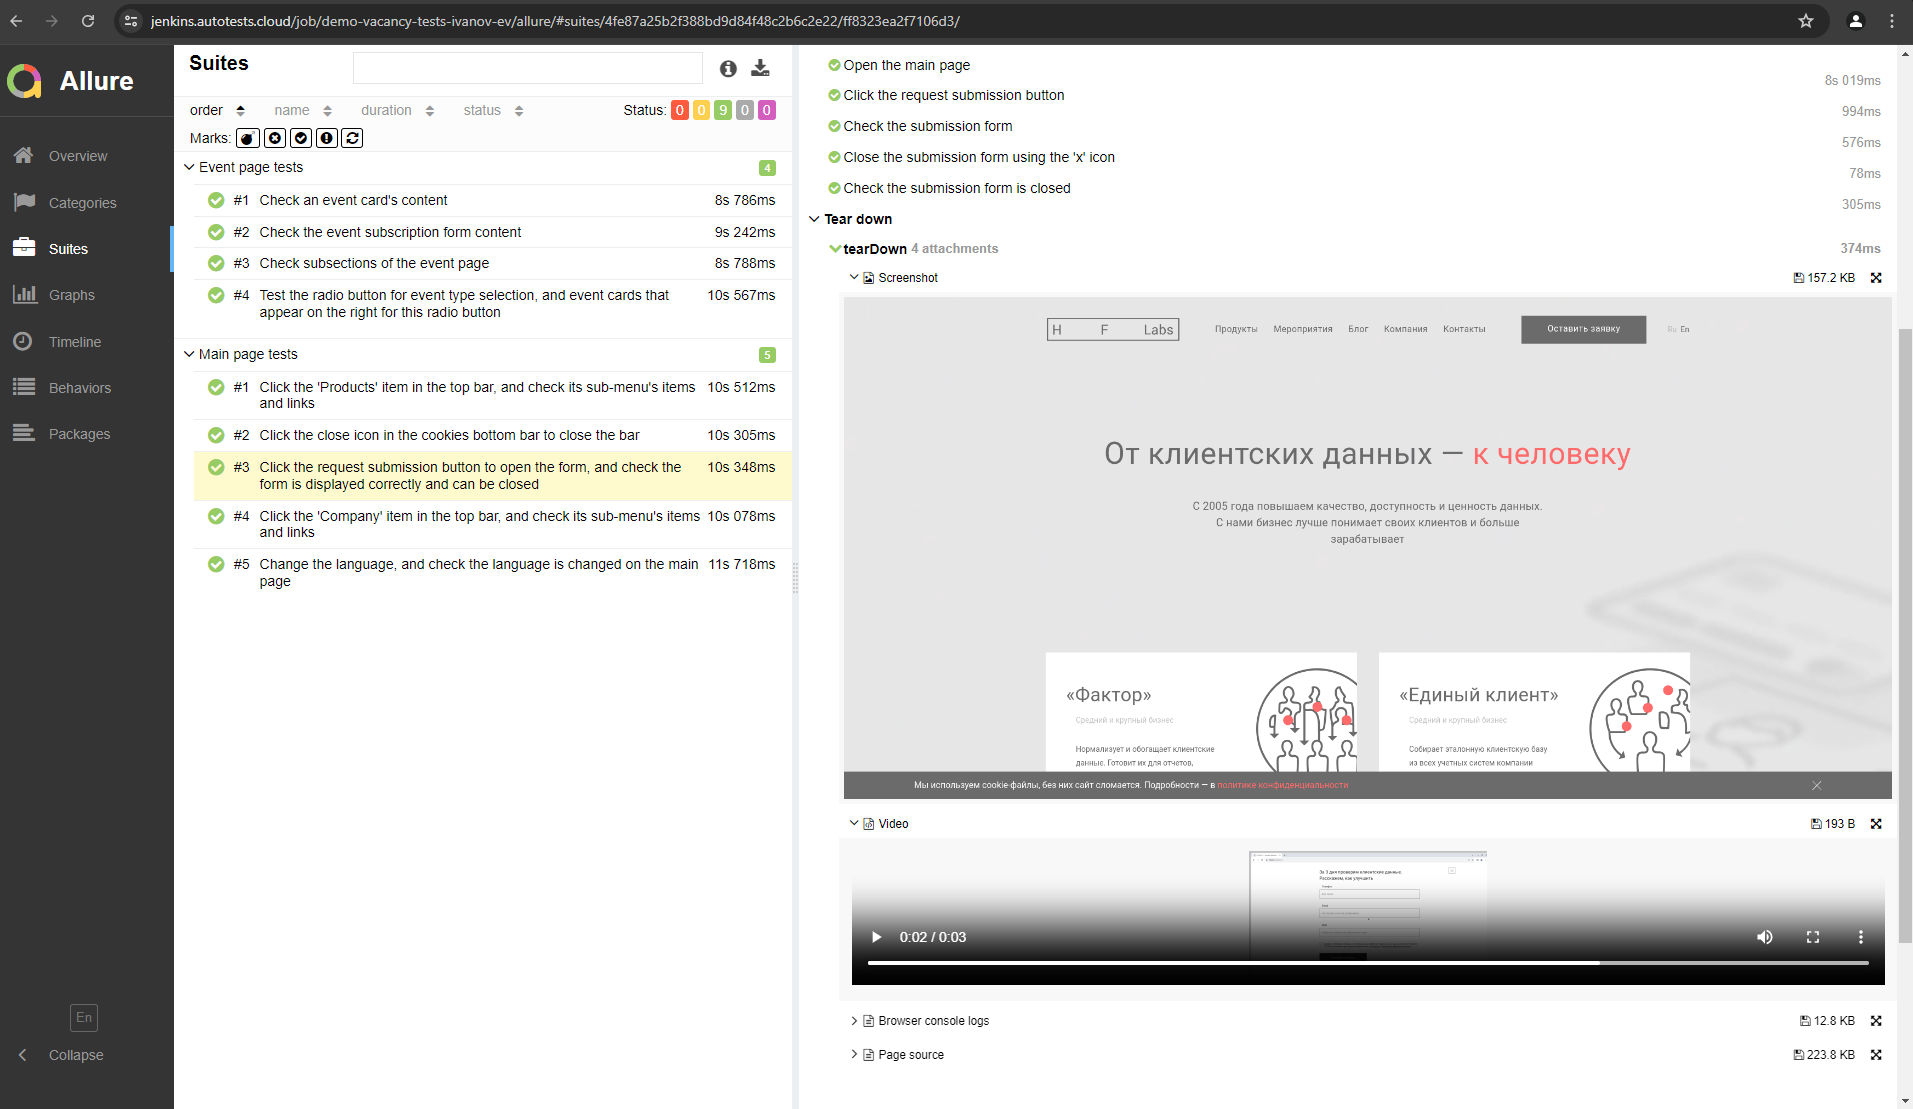 jenkins.autotests.cloud/job/demo-vacancy-tests-ivanov-ev/allure/#suites/4fe87a25b2f388bd9d84f48c2b6c2e22/ff8323ea2f7106d3/
Allure
Overview
Categories
Suites
Graphs
Timeline
Behaviors
Packages
En
Collapse
Suites
order name duration status Status: 0 0 9 0 0
Marks:
Event page tests 4
#1 Check an event card's content 8s 786ms
#2 Check the event subscription form content 9s 242ms
#3 Check subsections of the event page 8s 788ms
#4 Test the radio button for event type selection, and event cards that 10s 567ms
appear on the right for this radio button
Main page tests 5
#1 Click the 'Products' item in the top bar, and check its sub-menu's items 10s 512ms
and links
#2 Click the close icon in the cookies bottom bar to close the bar 10s 305ms
#3 Click the request submission button to open the form, and check the 10s 348ms
form is displayed correctly and can be closed
#4 Click the 'Company' item in the top bar, and check its sub-menu's items 10s 078ms
and links
#5 Change the language, and check the language is changed on the main 11s 718ms
page
Open the main page 8s 019ms
Click the request submission button 994ms
Check the submission form 576ms
Close the submission form using the 'x' icon 78ms
Check the submission form is closed 305ms
Tear down
tearDown 4 attachments 374ms
Screenshot 157.2 KB
H F Labs Продукты Мероприятия Блог Компания Контакты Оставить заявку Ru En
От клиентских данных — к человеку
С 2005 года повышаем качество, доступность и ценность данных.
С нами бизнес лучше понимает своих клиентов и больше
зарабатывает
«Фактор»
Средний и крупный бизнес
Нормализует и обогащает клиентские
данные. Готовит их для отчетов,
«Единый клиент»
Средний и крупный бизнес
Собирает эталонную клиентскую базу
из всех учетных систем компании
Мы используем cookie файлы, без них сайт сломается. Подробности — в политике конфиденциальности
Video 193 B
За 3 дня проверим клиентские данные.
Расскажем, как улучшить
0:02 / 0:03
Browser console logs 12.8 KB
Page source 223.8 KB